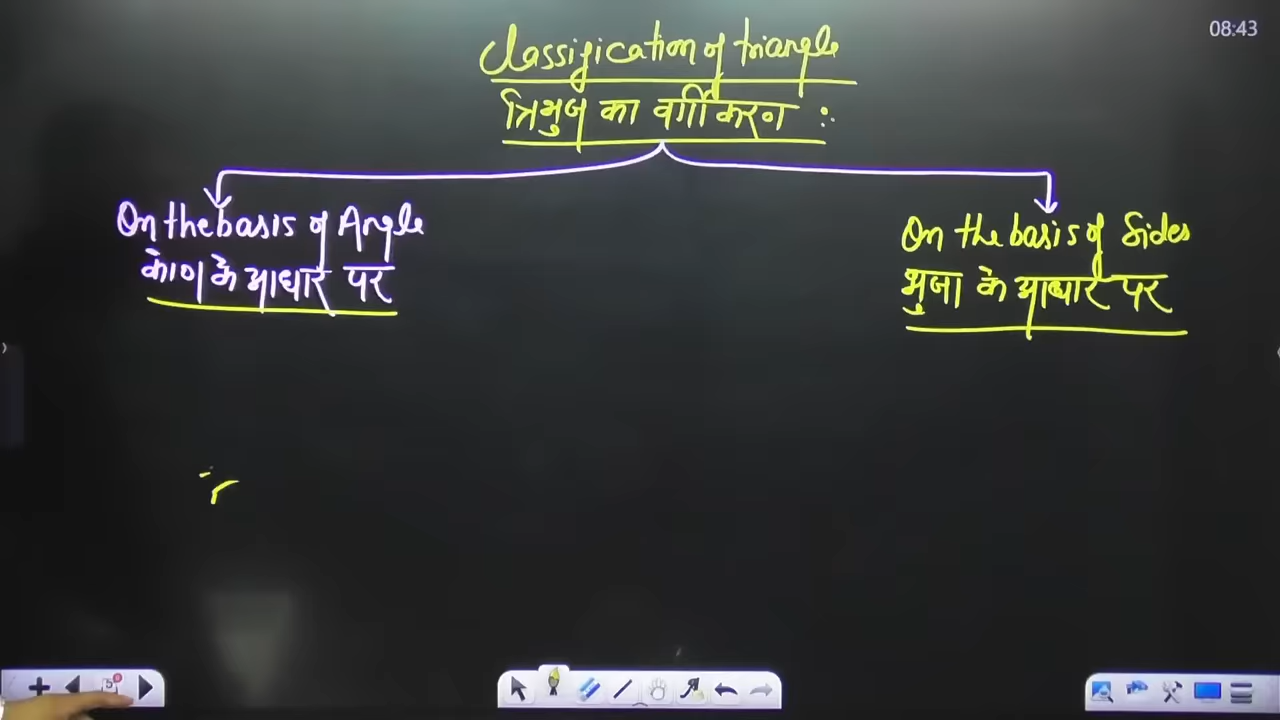 08:43
Classification of triangle
त्रिभुज का वर्गीकरण :
On the basis of Angle
कोण के आधार पर
On the basis of Sides
भुजा के आधार पर